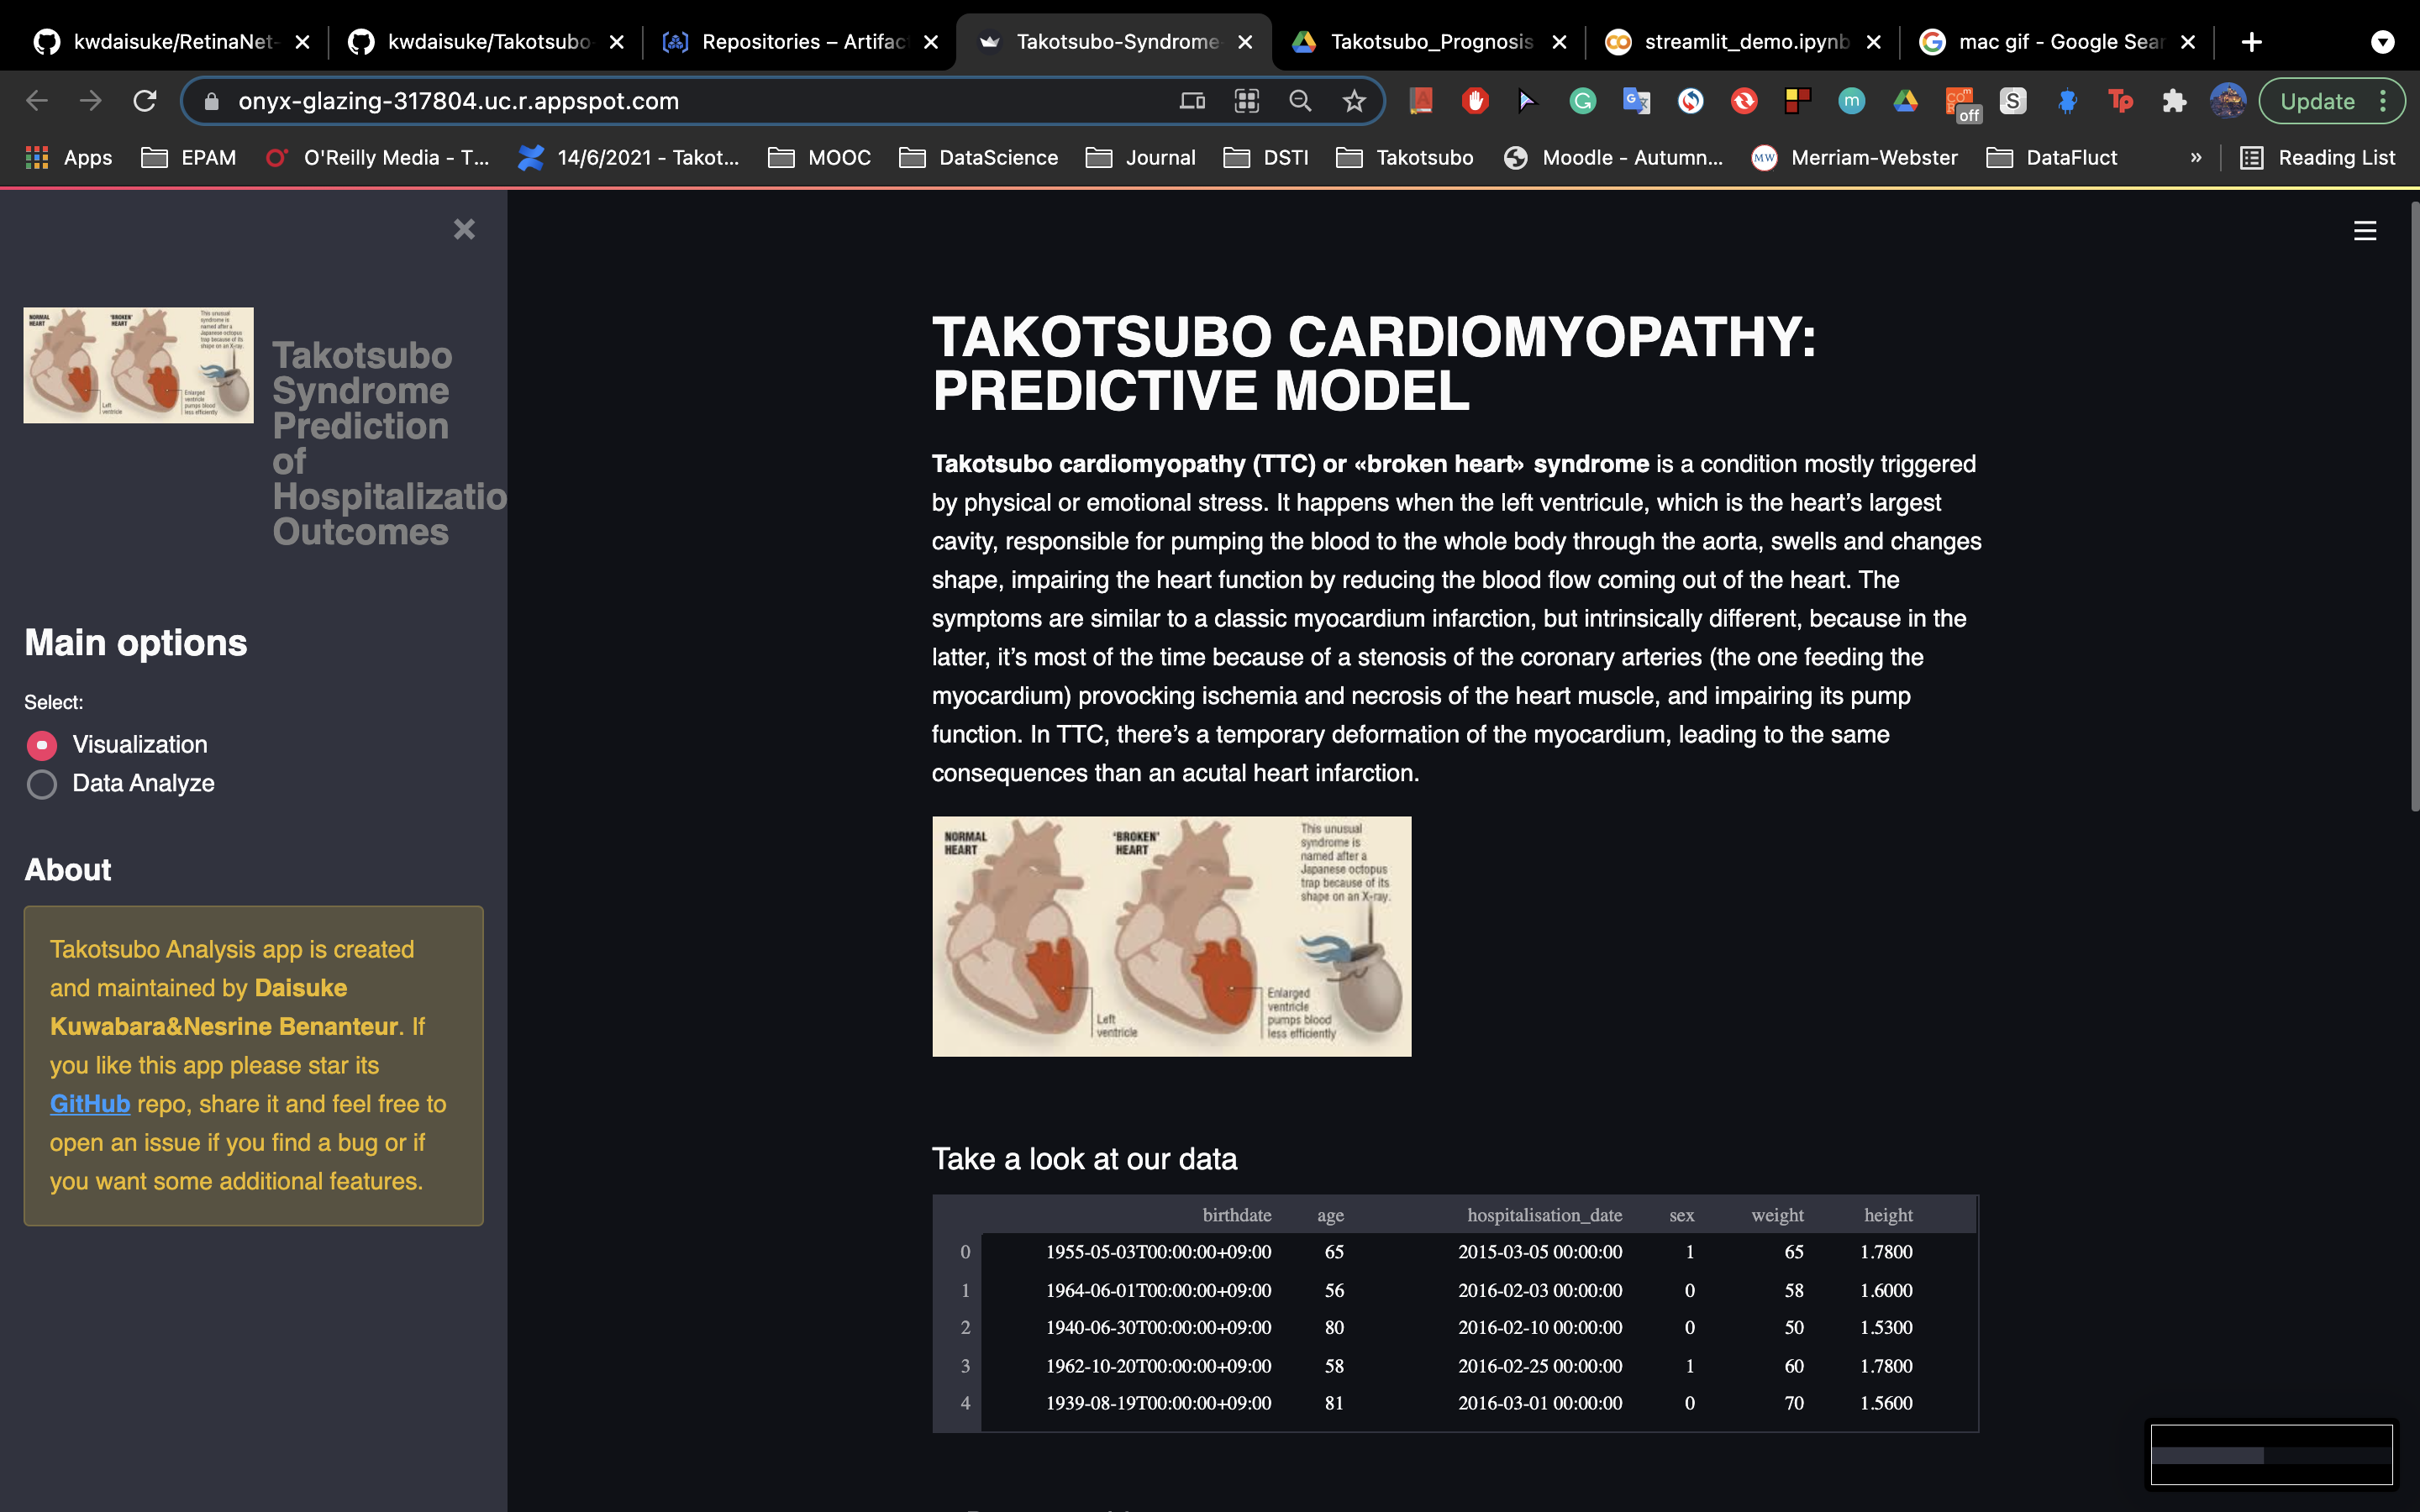 kwdaisuke/RetinaNet-
kwdaisuke/Takotsubo-
Repositories – Artifac
Takotsubo-Syndrome-
Takotsubo_Prognosis
streamlit_demo.ipynb
mac gif - Google Sear
onyx-glazing-317804.uc.r.appspot.com
off
Update
Apps
EPAM
O'Reilly Media - T...
14/6/2021 - Takot...
MOOC
DataScience
Journal
DSTI
Takotsubo
Moodle - Autumn...
Merriam-Webster
DataFluct
»
Reading List
NORMAL
HEART
'BROKEN'
HEART
This unusual
syndrome is
named after a
Japanese octopus
trap because of its
shape on an X-ray.
Left
ventricle
Enlarged
ventricle
pumps blood
less efficiently
Takotsubo
Syndrome
Prediction
of
Hospitalizatio
Outcomes
Main options
Select:
Visualization
Data Analyze
About
Takotsubo Analysis app is created
and maintained by Daisuke
Kuwabara&Nesrine Benanteur. If
you like this app please star its
GitHub repo, share it and feel free to
open an issue if you find a bug or if
you want some additional features.
TAKOTSUBO CARDIOMYOPATHY:
PREDICTIVE MODEL
Takotsubo cardiomyopathy (TTC) or «broken heart» syndrome is a condition mostly triggered
by physical or emotional stress. It happens when the left ventricule, which is the heart's largest
cavity, responsible for pumping the blood to the whole body through the aorta, swells and changes
shape, impairing the heart function by reducing the blood flow coming out of the heart. The
symptoms are similar to a classic myocardium infarction, but intrinsically different, because in the
latter, it's most of the time because of a stenosis of the coronary arteries (the one feeding the
myocardium) provocking ischemia and necrosis of the heart muscle, and impairing its pump
function. In TTC, there's a temporary deformation of the myocardium, leading to the same
consequences than an acutal heart infarction.
NORMAL
HEART
'BROKEN'
HEART
This unusual
syndrome is
named after a
Japanese octopus
trap because of its
shape on an X-ray.
Left
ventricle
Enlarged
ventricle
pumps blood
less efficiently
Take a look at our data
birthdate age hospitalisation_date sex weight height
0 1955-05-03T00:00:00+09:00 65 2015-03-05 00:00:00 1 65 1.7800
1 1964-06-01T00:00:00+09:00 56 2016-02-03 00:00:00 0 58 1.6000
2 1940-06-30T00:00:00+09:00 80 2016-02-10 00:00:00 0 50 1.5300
3 1962-10-20T00:00:00+09:00 58 2016-02-25 00:00:00 1 60 1.7800
4 1939-08-19T00:00:00+09:00 81 2016-03-01 00:00:00 0 70 1.5600